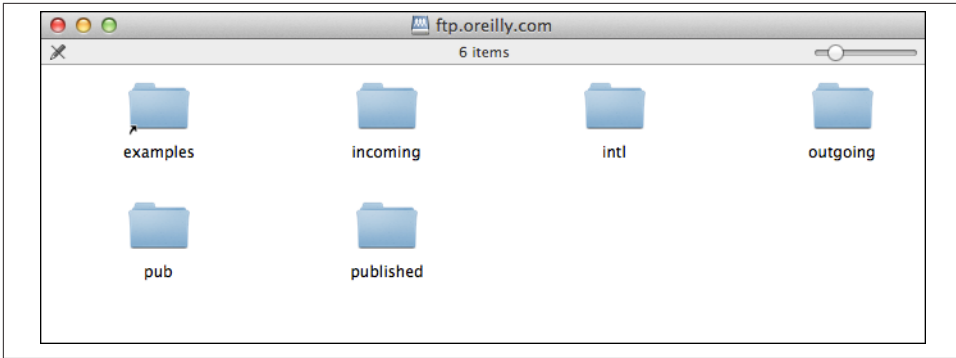 ftp.oreilly.com
6 items
examples incoming intl outgoing
pub published